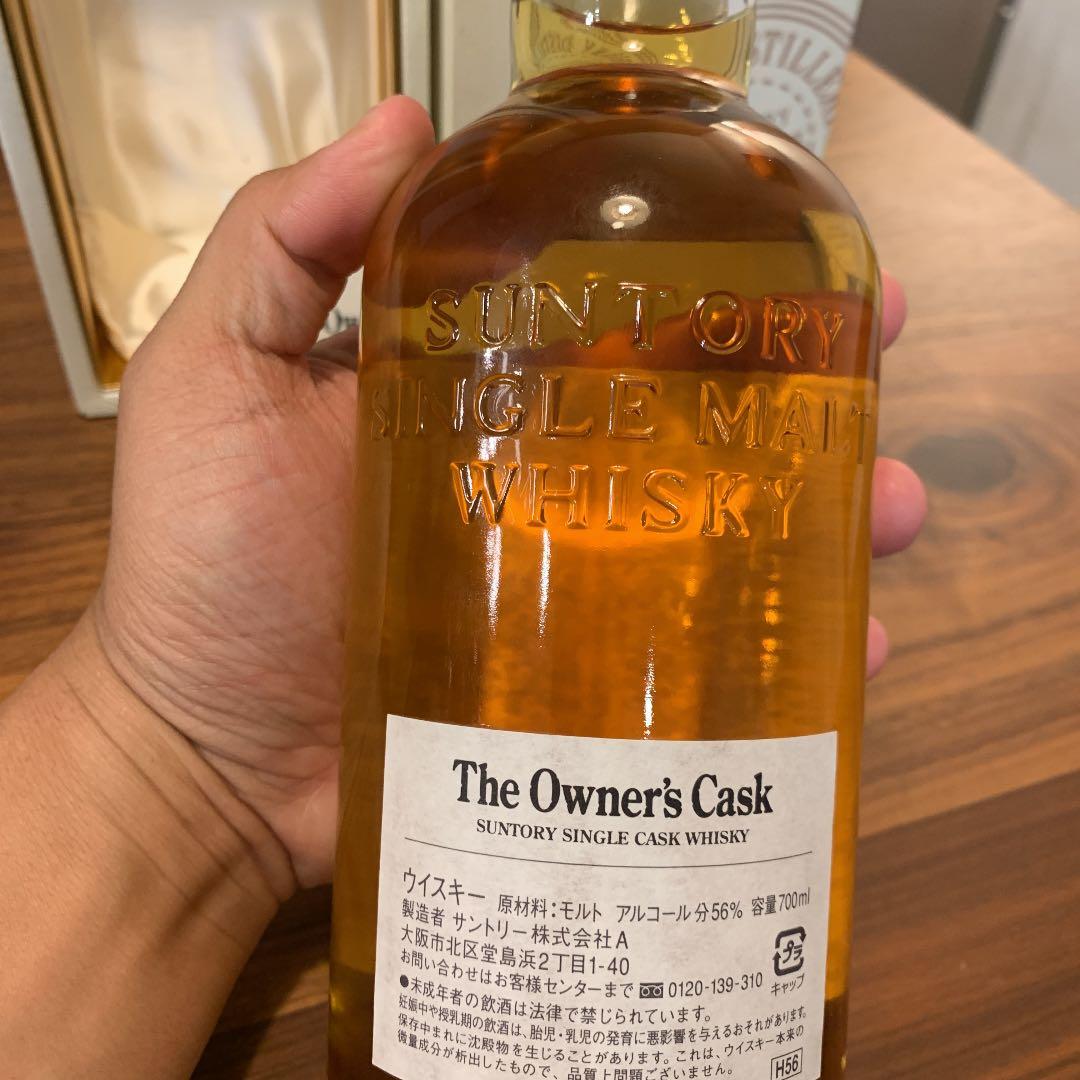 STILL
SUNTORY
SINGLE MALT
WHISKY
The Owner's Cask
SUNTORY SINGLE CASK WHISKY
ウイスキー 原材料:モルト アルコール分56% 容量700ml
製造者 サントリー株式会社A
大阪市北区堂島浜2丁目1-40
お問い合わせはお客様センターまで 0120-139-310
プラ
キャップ
●未成年者の飲酒は法律で禁じられています。
妊娠中や授乳期の飲酒は、胎児・乳児の発育に悪影響を与えるおそれがあります。
保存中まれに沈殿物を生じることがあります。これは、ウイスキー本来の
微量成分が析出したもので、品質上問題ございません。
H56